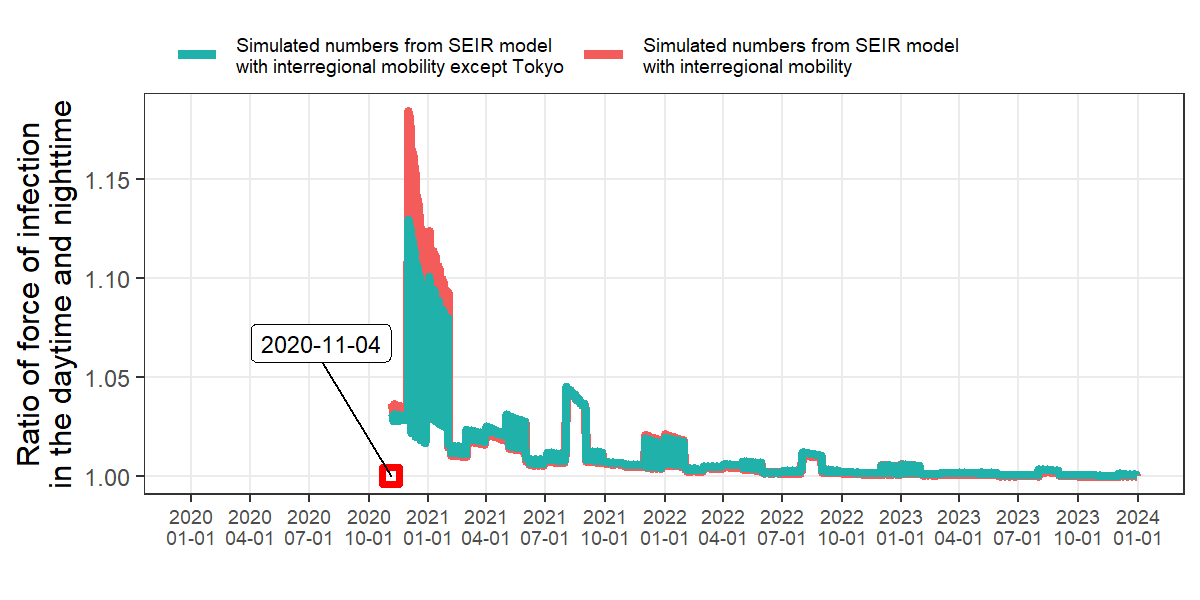 Simulated numbers from SEIR model
with interregional mobility except Tokyo
Simulated numbers from SEIR model
with interregional mobility
Ratio of force of infection
in the daytime and nighttime
1.15
1.10
1.05
1.00
2020-11-04
2020 2020 2020 2020 2021 2021 2021 2021 2022 2022 2022 2022 2023 2023 2023 2023 2024
01-01 04-01 07-01 10-01 01-01 04-01 07-01 10-01 01-01 04-01 07-01 10-01 01-01 04-01 07-01 10-01 01-01